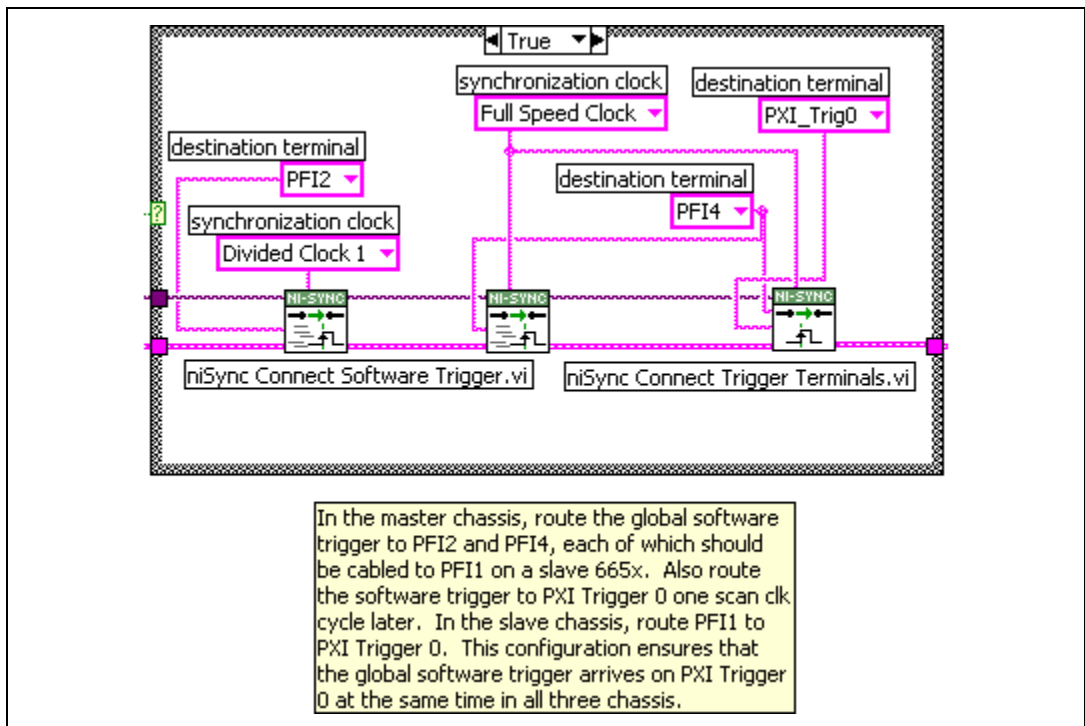 True
synchronization clock
Full Speed Clock
destination terminal
PXI_Trig0
destination terminal
PFI2
destination terminal
PFI4
synchronization clock
Divided Clock 1
?
NI-SYNC
NI-SYNC
NI-SYNC
niSync Connect Software Trigger.vi
niSync Connect Trigger Terminals.vi
In the master chassis, route the global software
trigger to PFI2 and PFI4, each of which should
be cabled to PFI1 on a slave 665x.  Also route
the software trigger to PXI Trigger 0 one scan clk
cycle later.  In the slave chassis, route PFI1 to
PXI Trigger 0.  This configuration ensures that
the global software trigger arrives on PXI Trigger
0 at the same time in all three chassis.